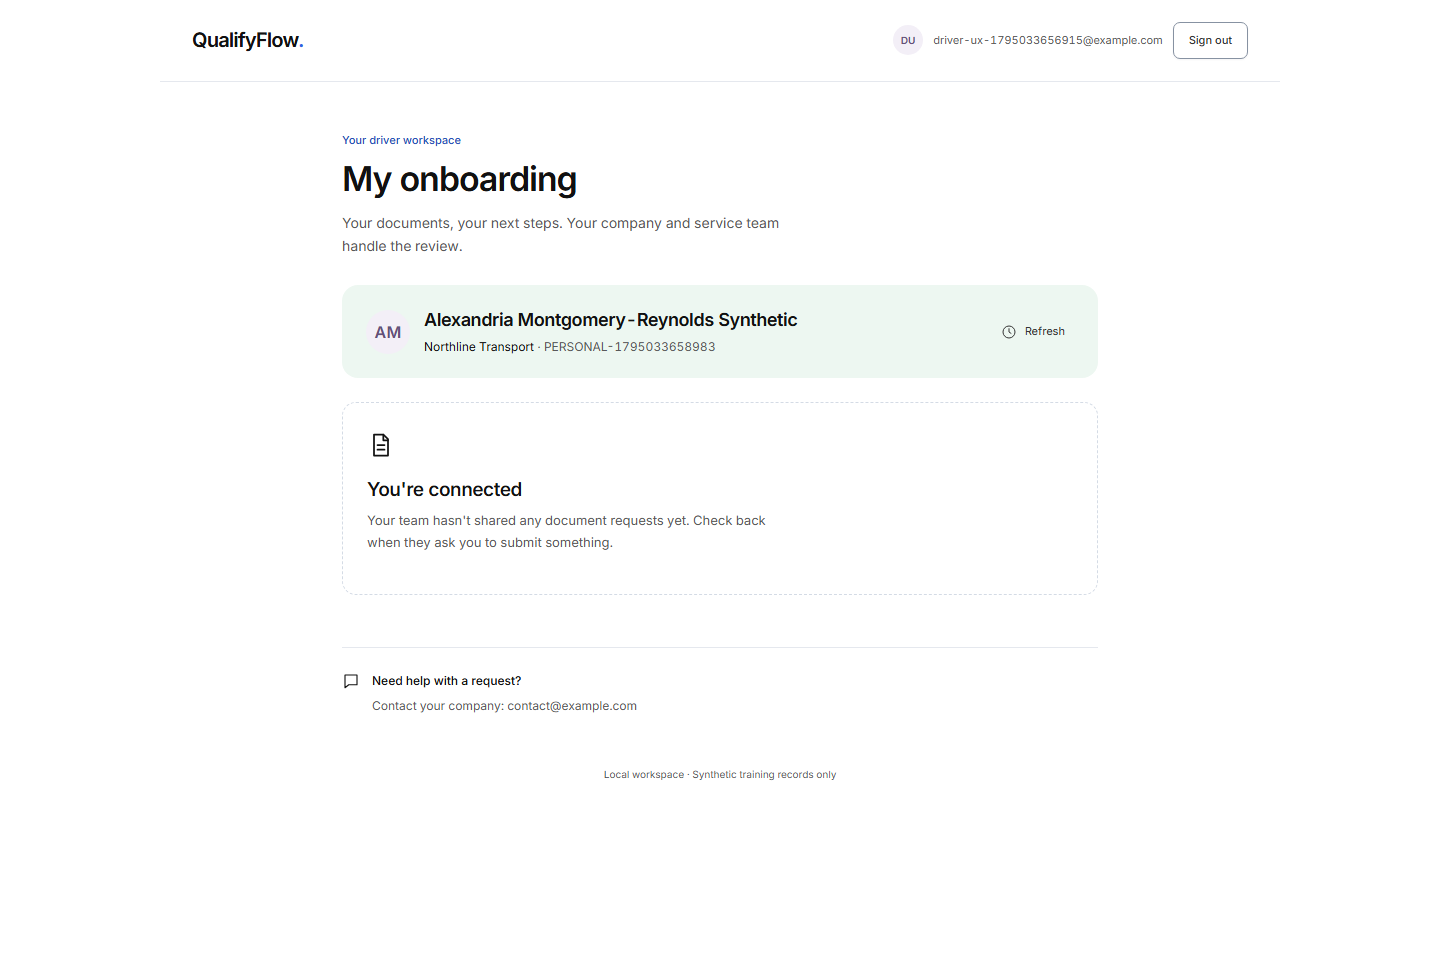 QualifyFlow.
DU driver-ux-1795033656915@example.com Sign out
Your driver workspace
My onboarding
Your documents, your next steps. Your company and service team
handle the review.
AM
Alexandria Montgomery-Reynolds Synthetic
Northline Transport · PERSONAL-1795033658983
Refresh
You're connected
Your team hasn't shared any document requests yet. Check back
when they ask you to submit something.
Need help with a request?
Contact your company: contact@example.com
Local workspace · Synthetic training records only